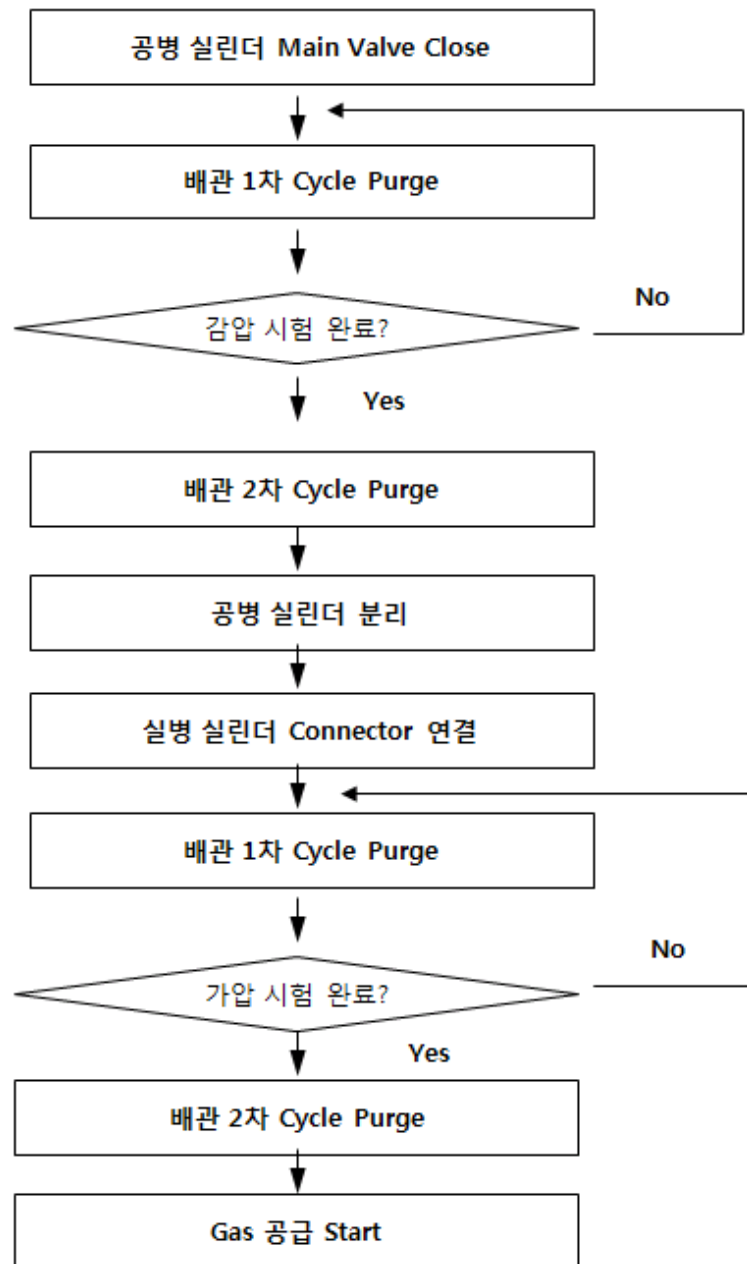 공병 실린더 Main Valve Close
배관 1차 Cycle Purge
감압 시험 완료?
No
Yes
배관 2차 Cycle Purge
공병 실린더 분리
실병 실린더 Connector 연결
배관 1차 Cycle Purge
가압 시험 완료?
No
Yes
배관 2차 Cycle Purge
Gas 공급 Start